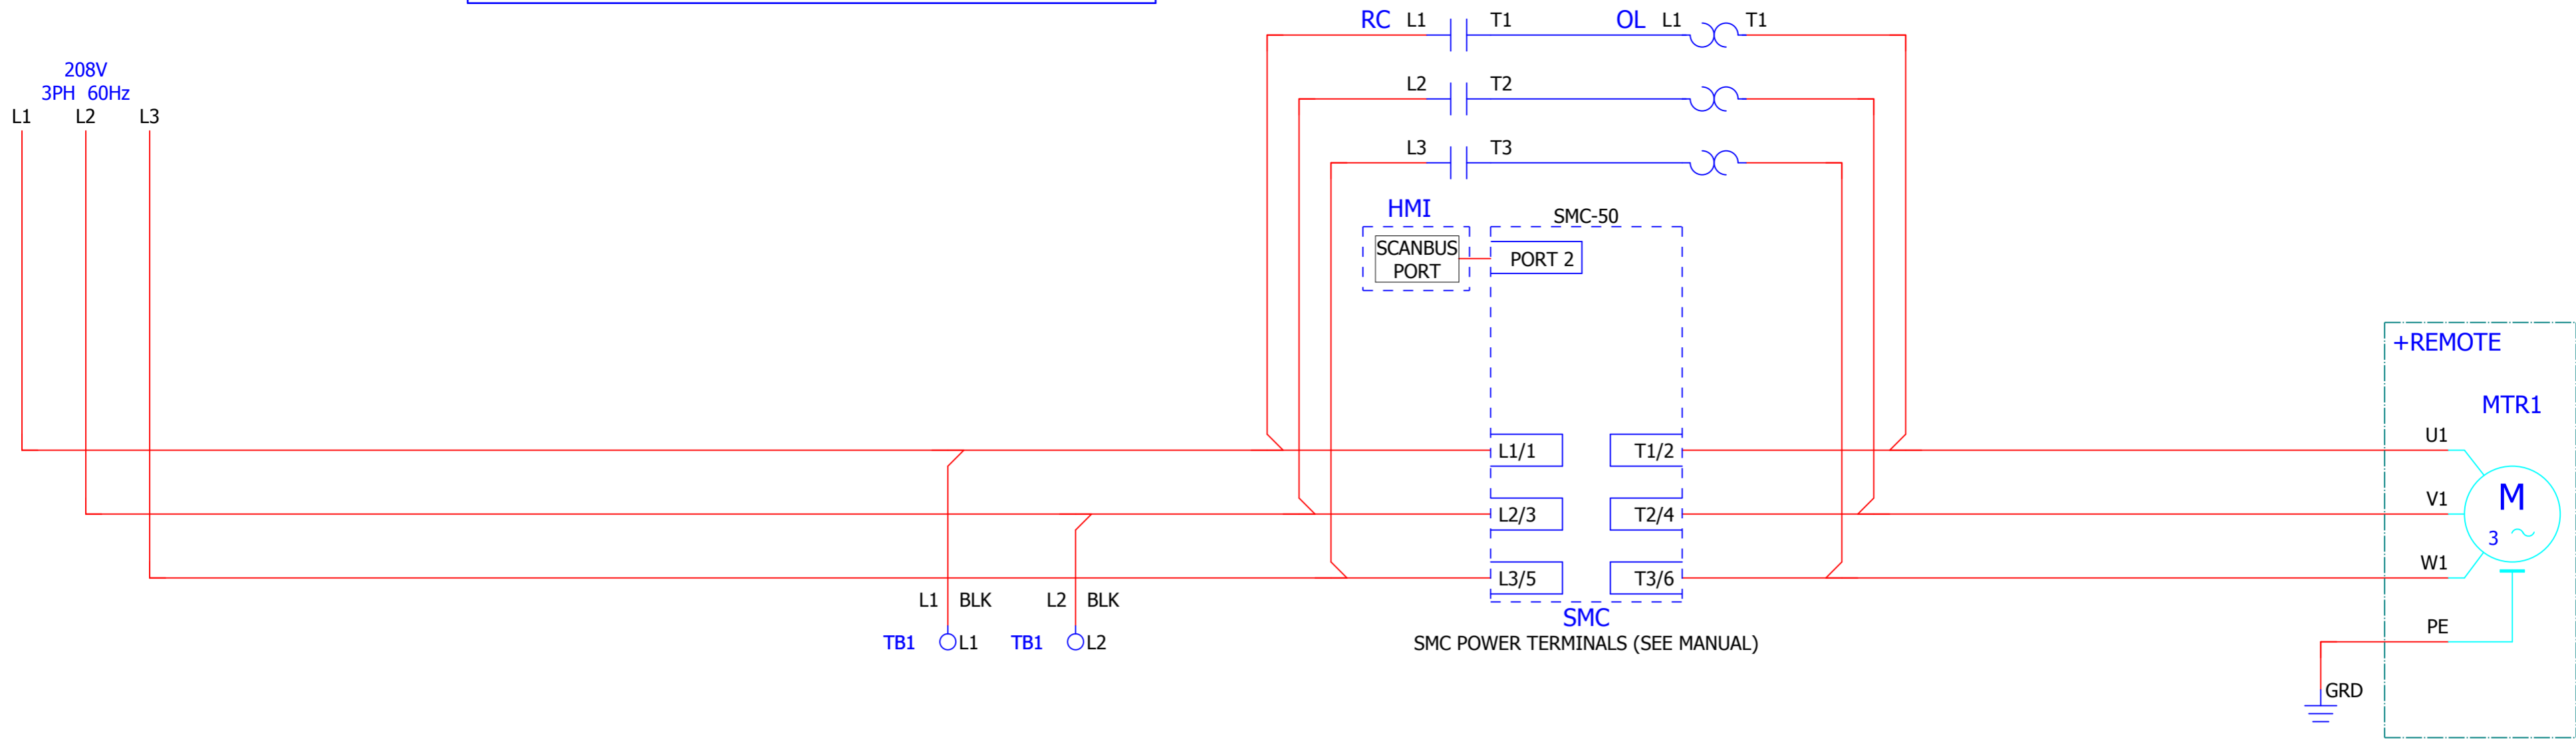 RC L1 T1 OL L1 T1
208V
3PH 60Hz
L1 L2 L3
L2 T2
L3 T3
HMI
SMC-50
SCANBUS
PORT
PORT 2
+REMOTE
MTR1
L1/1 T1/2 U1
L2/3 T2/4 V1
M
3
L3/5 T3/6 W1
L1 BLK L2 BLK
SMC
TB1 L1 TB1 L2
SMC POWER TERMINALS (SEE MANUAL)
PE
GRD